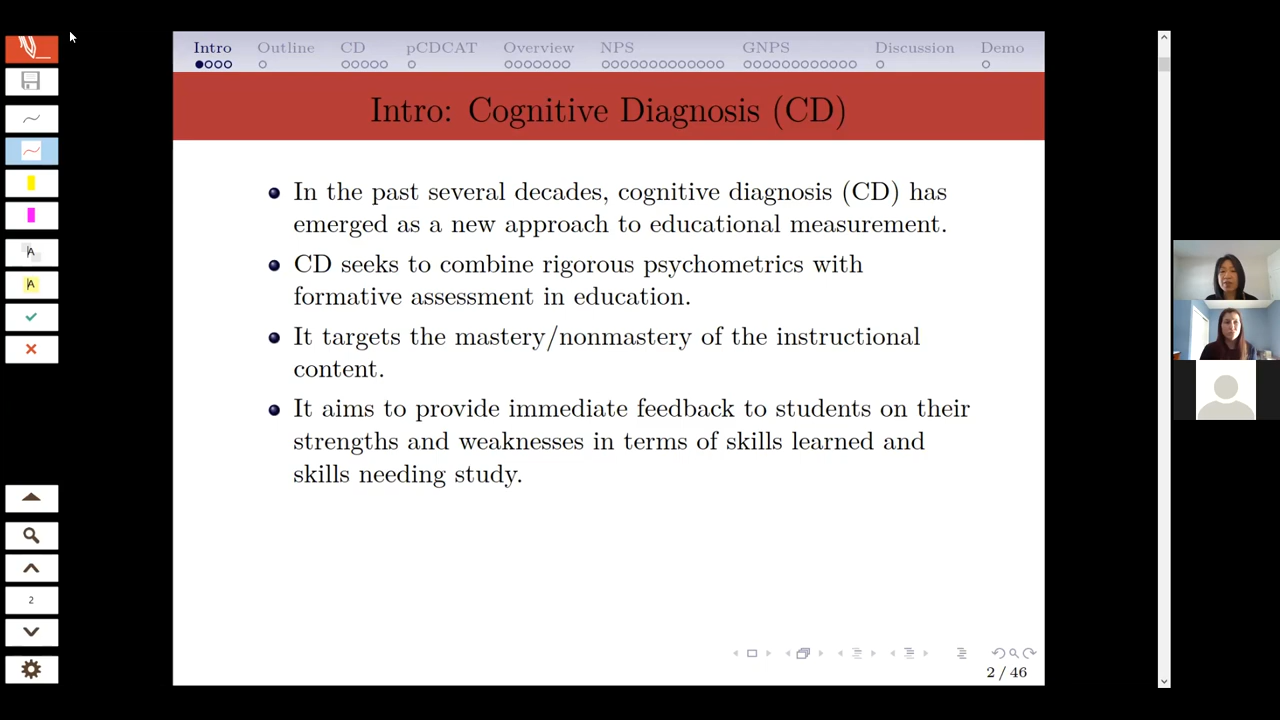 Intro Outline CD pCDCAT Overview NPS GNPS Discussion Demo
Intro: Cognitive Diagnosis (CD)
In the past several decades, cognitive diagnosis (CD) has
emerged as a new approach to educational measurement.
CD seeks to combine rigorous psychometrics with
formative assessment in education.
It targets the mastery/nonmastery of the instructional
content.
It aims to provide immediate feedback to students on their
strengths and weaknesses in terms of skills learned and
skills needing study.
2 / 46
A
A
2